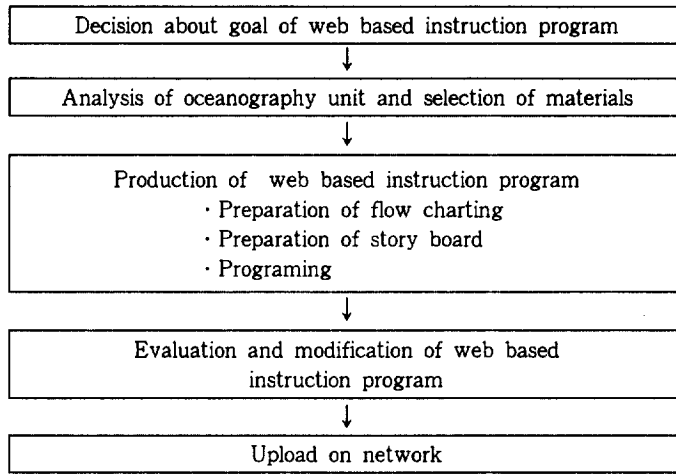 Decision about goal of web based instruction program
↓
Analysis of oceanography unit and selection of materials
↓
Production of web based instruction program
· Preparation of flow charting
· Preparation of story board
· Programing
↓
Evaluation and modification of web based
instruction program
↓
Upload on network